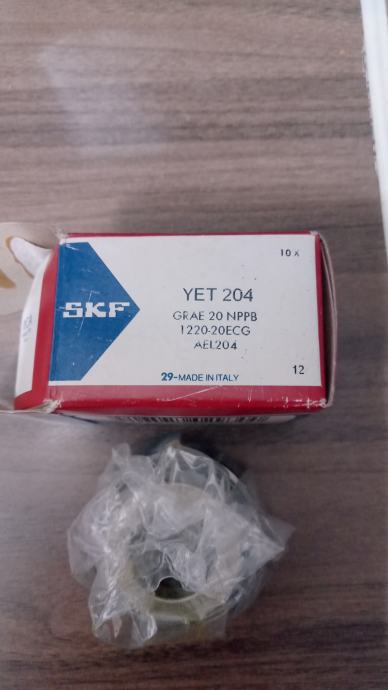 10 x
SKF
YET 204
GRAE 20 NPPB
1220-20ECG
AEL204
29-MADE IN ITALY
12